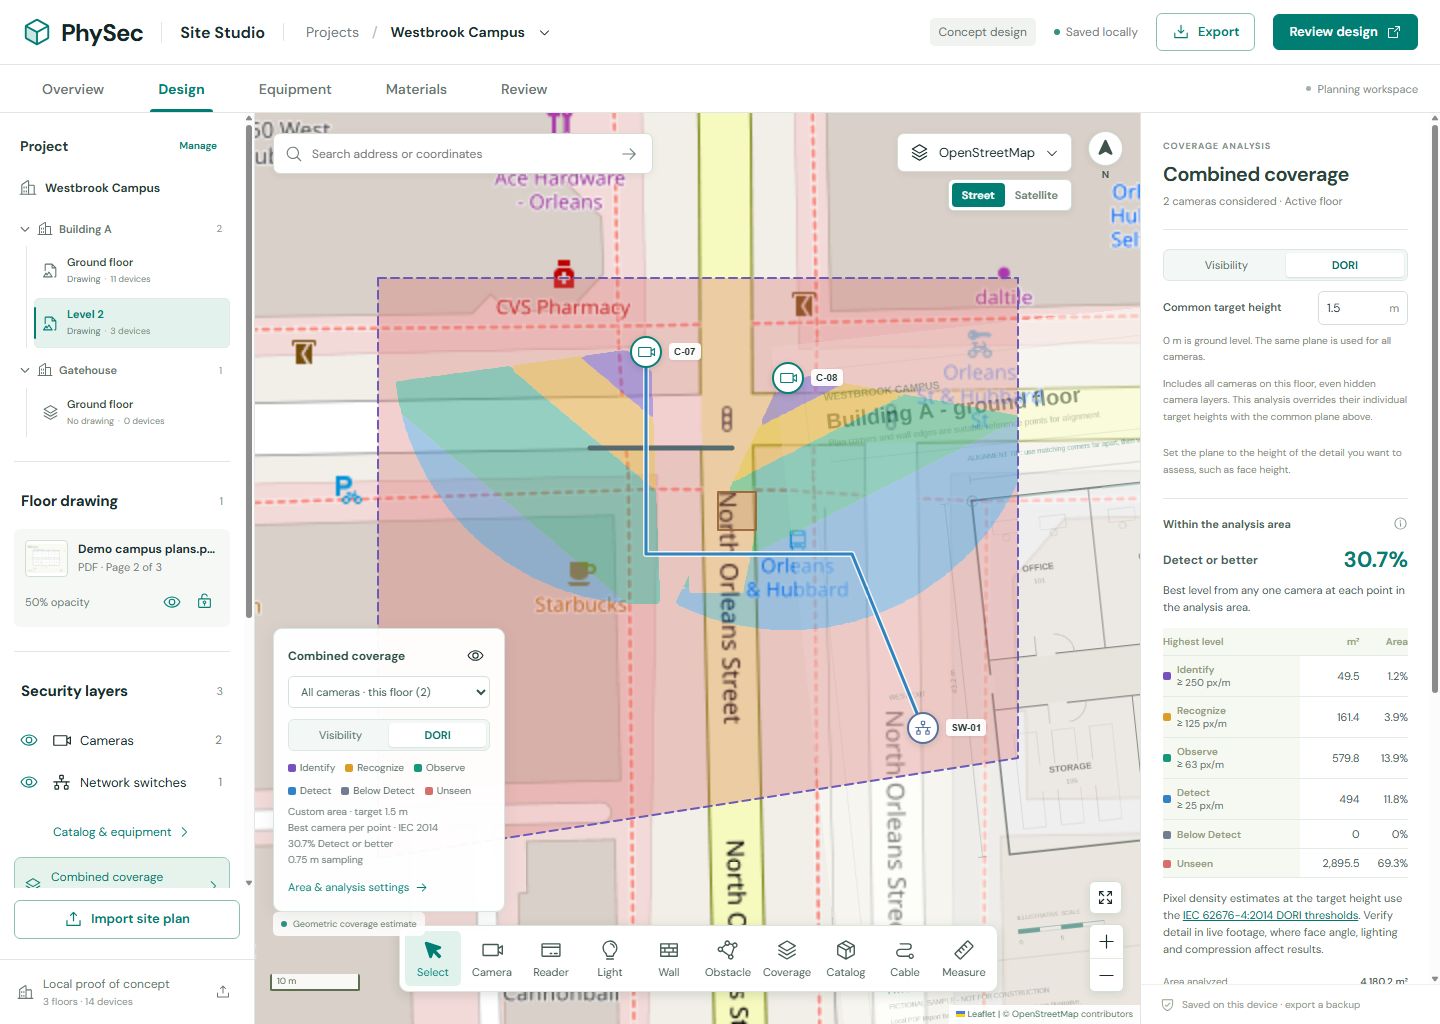 PhySec
Site Studio
Projects / Westbrook Campus
Concept design
Saved locally
Export
Review design
Overview
Design
Equipment
Materials
Review
Planning workspace
Project
Manage
Westbrook Campus
Building A
2
Ground floor
Drawing · 11 devices
Level 2
Drawing · 3 devices
Gatehouse
1
Ground floor
No drawing · 0 devices
Floor drawing
1
Demo campus plans.p...
PDF · Page 2 of 3
50% opacity
Security layers
3
Cameras
2
Network switches
1
Catalog & equipment
Combined coverage
Import site plan
Local proof of concept
3 floors · 14 devices
50 West
Search address or coordinates
OpenStreetMap
N
Street
Satellite
Ace Hardware
- Orleans
CVS Pharmacy
daltile
C-07
C-08
WESTBROOK CAMPUS
Building A - ground floor
Orleans
& Hubbard
St
P
North Orleans Street
Orleans
& Hubbard
Starbucks
OFFICE
101
STORAGE
SW-01
North Orleans Street
North O
Cannonball
Combined coverage
All cameras · this floor (2)
Visibility
DORI
Identify
Recognize
Observe
Detect
Below Detect
Unseen
Custom area · target 1.5 m
Best camera per point · IEC 2014
30.7% Detect or better
0.75 m sampling
Area & analysis settings
Geometric coverage estimate
Select
Camera
Reader
Light
Wall
Obstacle
Coverage
Catalog
Cable
Measure
10 m
ILLUSTRATIVE SCALE
FICTIONAL SAMPLE - NOT FOR CONSTRUCTION
Leaflet | © OpenStreetMap contributors
COVERAGE ANALYSIS
Combined coverage
2 cameras considered · Active floor
Visibility
DORI
Common target height
1.5 m
0 m is ground level. The same plane is used for all
cameras.
Includes all cameras on this floor, even hidden
camera layers. This analysis overrides their individual
target heights with the common plane above.
Set the plane to the height of the detail you want to
assess, such as face height.
Within the analysis area
Detect or better
30.7%
Best level from any one camera at each point in
the analysis area.
Highest level m² Area
Identify
≥ 250 px/m 49.5 1.2%
Recognize
≥ 125 px/m 161.4 3.9%
Observe
≥ 63 px/m 579.8 13.9%
Detect
≥ 25 px/m 494 11.8%
Below Detect 0 0%
Unseen 2,895.5 69.3%
Pixel density estimates at the target height use
the IEC 62676-4:2014 DORI thresholds. Verify
detail in live footage, where face angle, lighting
and compression affect results.
Area analyzed 4,180.2 m²
Saved on this device · export a backup